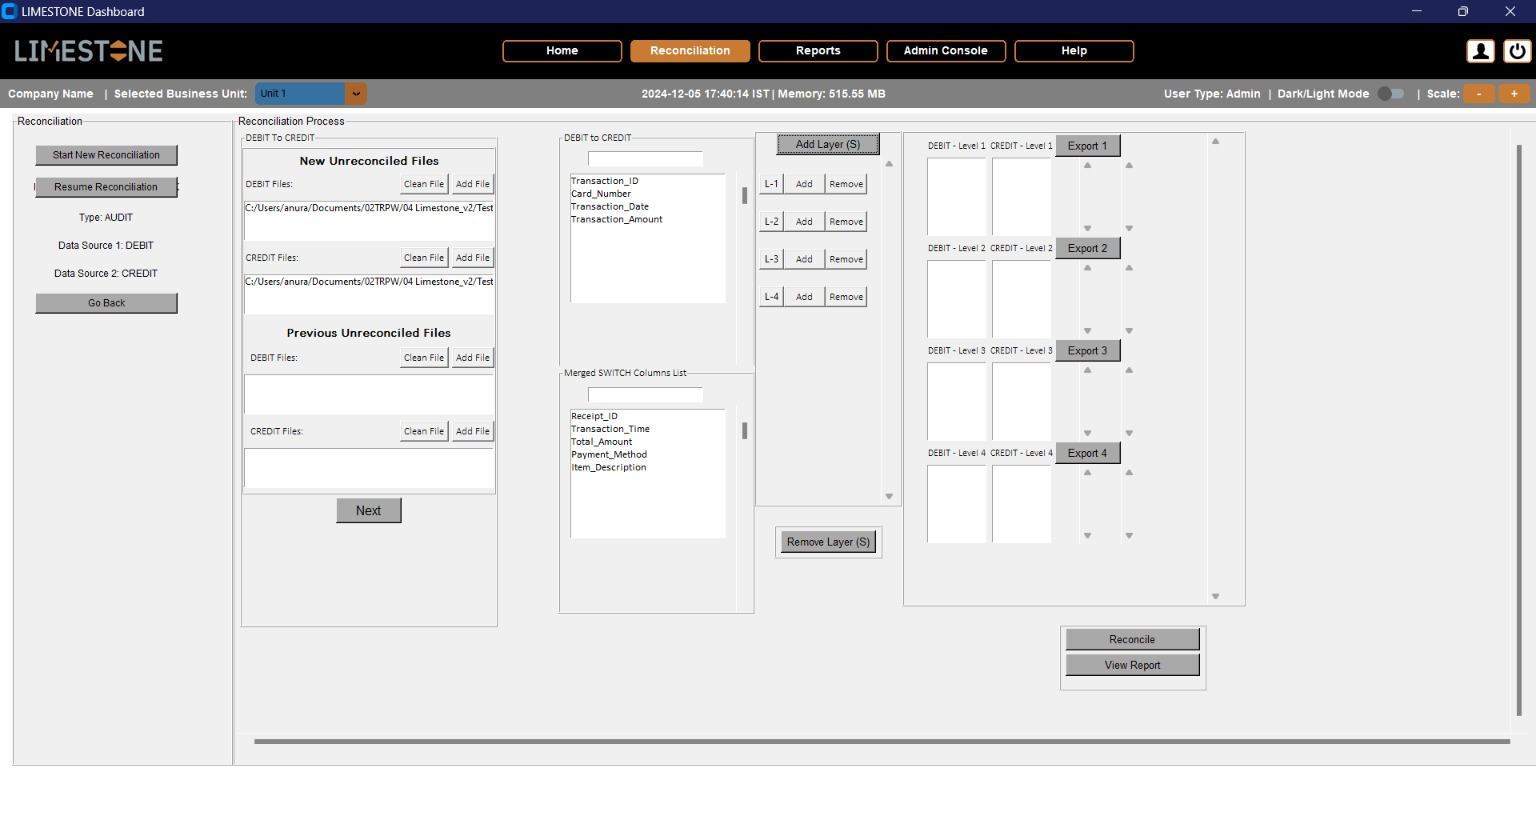 LIMESTONE Dashboard
LIMESTONE
Home
Reconciliation
Reports
Admin Console
Help
Company Name | Selected Business Unit: Unit 1
2024-12-05 17:40:14 IST | Memory: 515.55 MB
User Type: Admin | Dark/Light Mode | Scale: - +
Reconciliation
Start New Reconciliation
Resume Reconciliation
Type: AUDIT
Data Source 1: DEBIT
Data Source 2: CREDIT
Go Back
Reconciliation Process
DEBIT To CREDIT
New Unreconciled Files
DEBIT Files: Clean File Add File
C:/Users/anura/Documents/02TRPW/04 Limestone_v2/Test
CREDIT Files: Clean File Add File
C:/Users/anura/Documents/02TRPW/04 Limestone_v2/Test
Previous Unreconciled Files
DEBIT Files: Clean File Add File
CREDIT Files: Clean File Add File
Next
DEBIT to CREDIT
Transaction_ID
Card_Number
Transaction_Date
Transaction_Amount
Merged SWITCH Columns List
Receipt_ID
Transaction_Time
Total_Amount
Payment_Method
Item_Description
Add Layer (S)
L-1 Add Remove
L-2 Add Remove
L-3 Add Remove
L-4 Add Remove
Remove Layer (S)
DEBIT - Level 1 CREDIT - Level 1 Export 1
DEBIT - Level 2 CREDIT - Level 2 Export 2
DEBIT - Level 3 CREDIT - Level 3 Export 3
DEBIT - Level 4 CREDIT - Level 4 Export 4
Reconcile
View Report